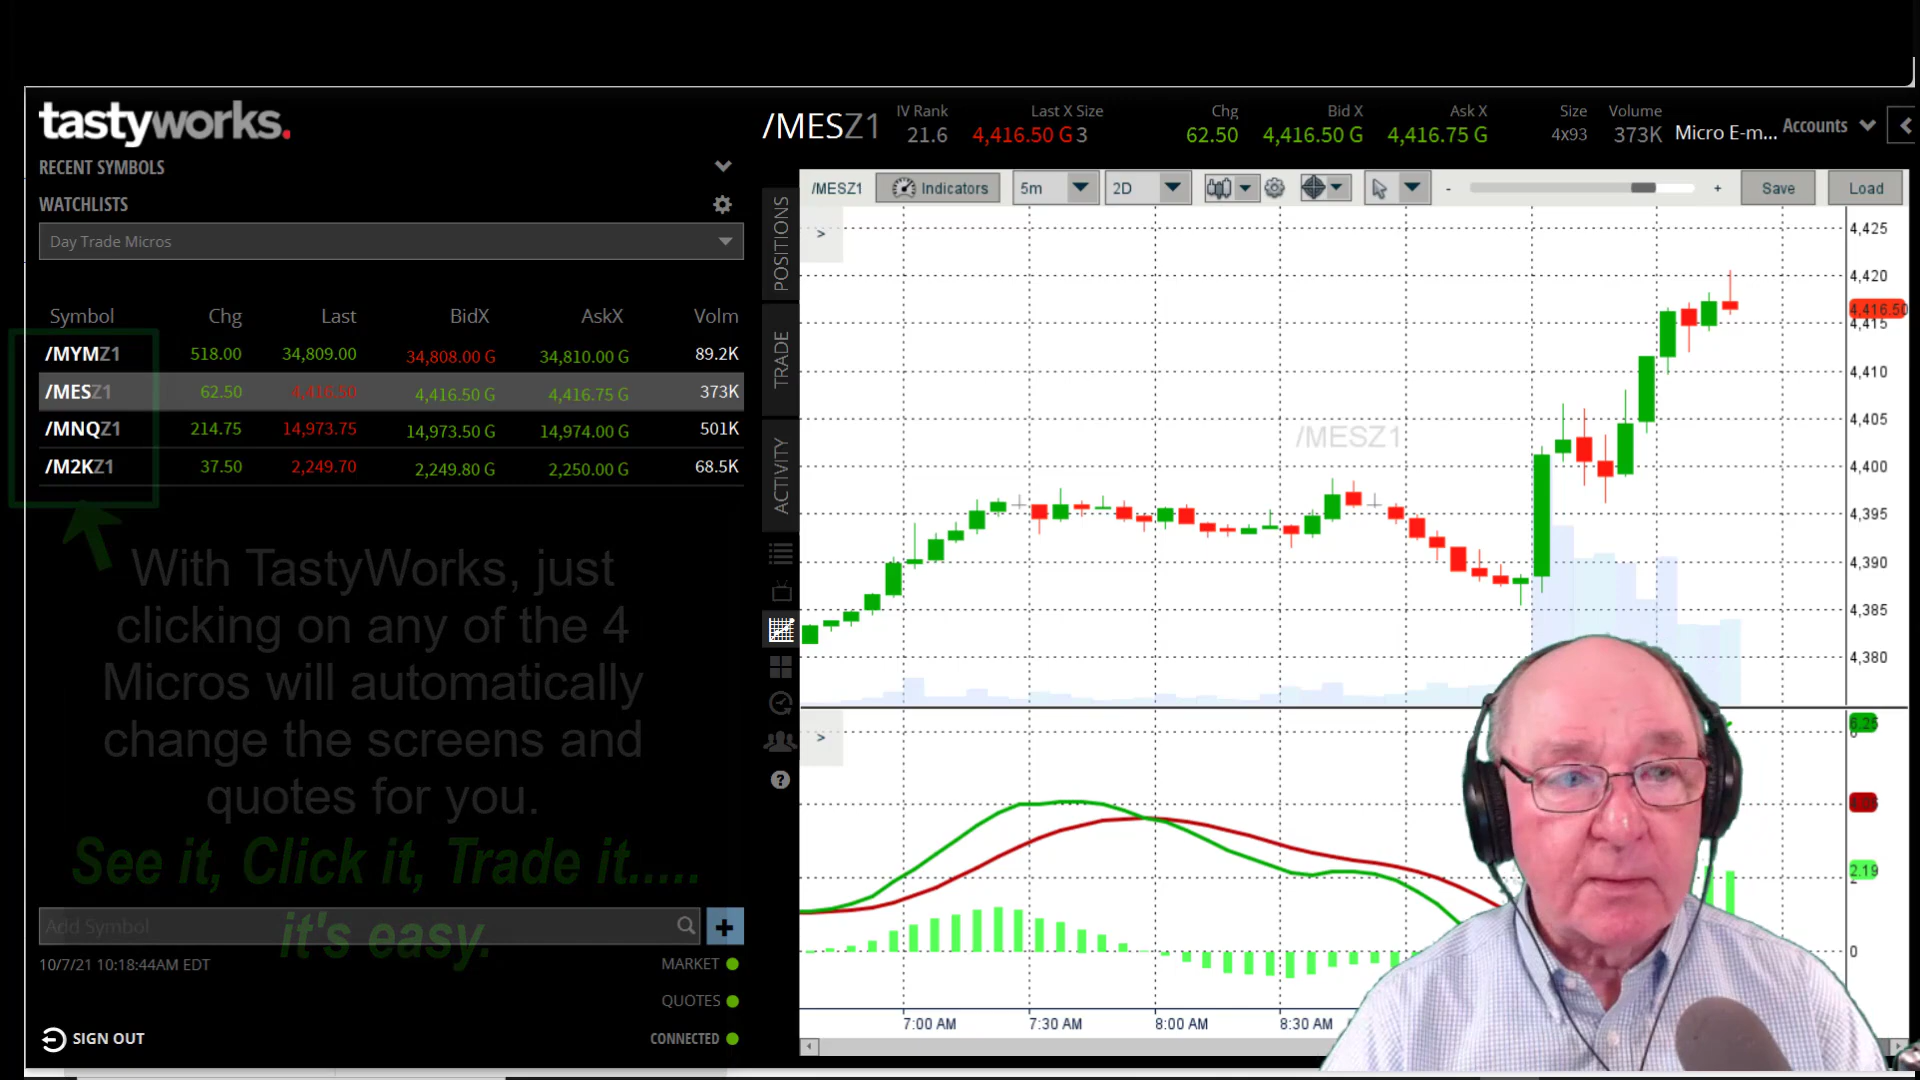 tastyworks.
RECENT SYMBOLS
WATCHLISTS
Day Trade Micros
Symbol Chg Last BidX AskX Volm
/MYMZ1 518.00 34,809.00 34,808.00 G 34,810.00 G 89.2K
/MESZ1 62.50 4,416.50 4,416.50 G 4,416.75 G 373K
/MNQZ1 214.75 14,973.75 14,973.50 G 14,974.00 G 501K
/M2KZ1 37.50 2,249.70 2,249.80 G 2,250.00 G 68.5K
With TastyWorks, just
clicking on any of the 4
Micros will automatically
change the screens and
quotes for you.
See it, Click it, Trade it.....
it's easy.
Add Symbol
10/7/21 10:18:44AM EDT
MARKET
QUOTES
CONNECTED
SIGN OUT
/MESZ1
IV Rank Last X Size Chg Bid X Ask X Size Volume
21.6 4,416.50 G 3 62.50 4,416.50 G 4,416.75 G 4x93 373K Micro E-m... Accounts
POSITIONS
TRADE
ACTIVITY
/MESZ1 Indicators 5m 2D - + Save Load
>
/MESZ1
4,425
4,420
4,416.50
4,415
4,410
4,405
4,400
4,395
4,390
4,385
4,380
>
6.25
2.19
0
7:00 AM 7:30 AM 8:00 AM 8:30 AM